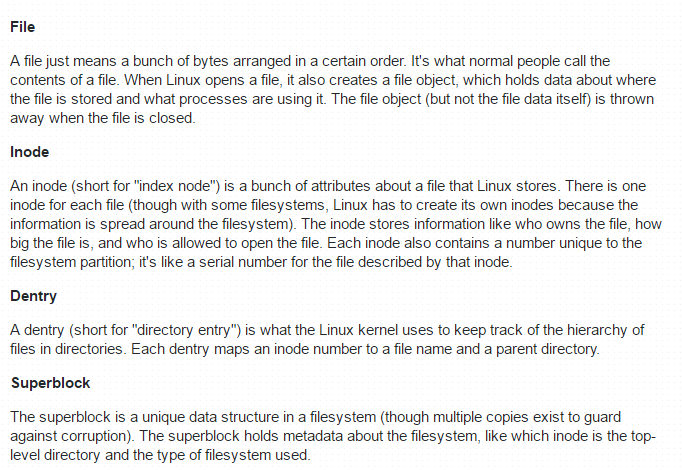 File
A file just means a bunch of bytes arranged in a certain order. It's what normal people call the
contents of a file. When Linux opens a file, it also creates a file object, which holds data about where
the file is stored and what processes are using it. The file object (but not the file data itself) is thrown
away when the file is closed.
Inode
An inode (short for "index node") is a bunch of attributes about a file that Linux stores. There is one
inode for each file (though with some filesystems, Linux has to create its own inodes because the
information is spread around the filesystem). The inode stores information like who owns the file, how
big the file is, and who is allowed to open the file. Each inode also contains a number unique to the
filesystem partition; it's like a serial number for the file described by that inode.
Dentry
A dentry (short for "directory entry") is what the Linux kernel uses to keep track of the hierarchy of
files in directories. Each dentry maps an inode number to a file name and a parent directory.
Superblock
The superblock is a unique data structure in a filesystem (though multiple copies exist to guard
against corruption). The superblock holds metadata about the filesystem, like which inode is the top-
level directory and the type of filesystem used.